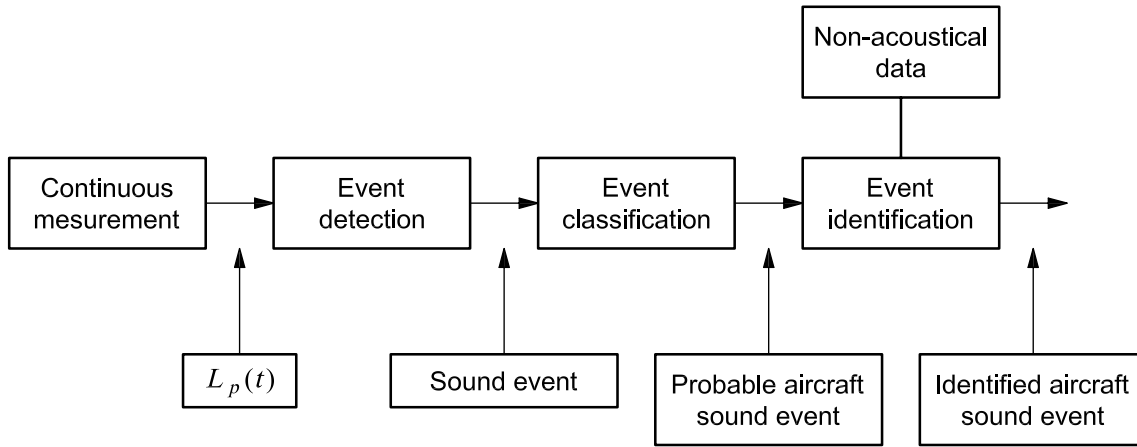 Non-acoustical
data
Continuous
mesurement
Event
detection
Event
classification
Event
identification
L_p(t)
Sound event
Probable aircraft
sound event
Identified aircraft
sound event